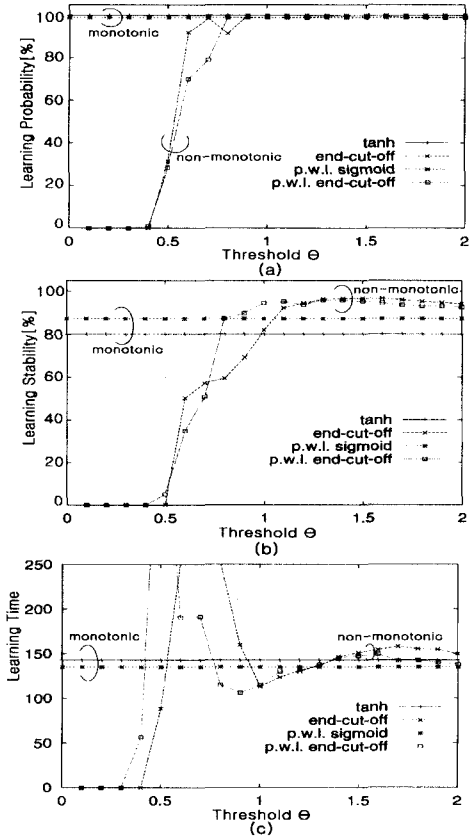 100
80
60
40
20
0
Learning Probability[%]
monotonic
non-monotonic
tanh
end-cut-off
p.w.l. sigmoid
p.w.l. end-cut-off
0 0.5 1 1.5 2
Threshold Θ
(a)
100
80
60
40
20
0
Learning Stability[%]
non-monotonic
monotonic
tanh
end-cut-off
p.w.l. sigmoid
p.w.l. end-cut-off
0 0.5 1 1.5 2
Threshold Θ
(b)
250
200
150
100
50
0
Learning Time
monotonic
non-monotonic
tanh
end-cut-off
p.w.l. sigmoid
p.w.l. end-cut-off
0 0.5 1 1.5 2
Threshold Θ
(c)